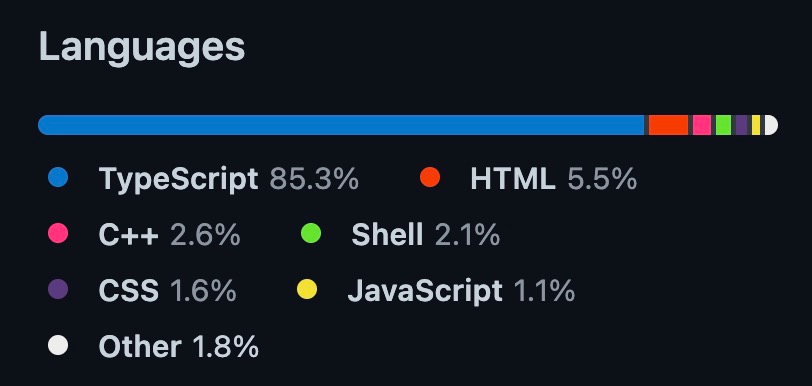 Languages
TypeScript 85.3% HTML 5.5%
C++ 2.6% Shell 2.1%
CSS 1.6% JavaScript 1.1%
Other 1.8%